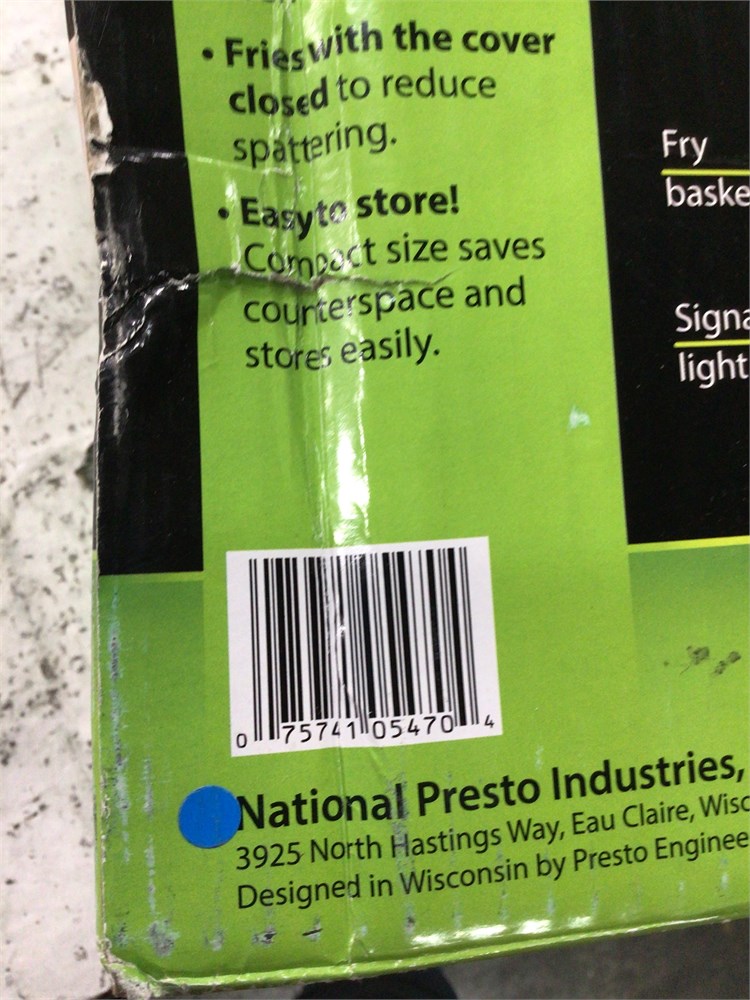 • Fries with the cover
closed to reduce
spattering.
• Easy to store!
Compact size saves
counterspace and
stores easily.
Fry
baske
Signa
light
0 75741 05470 4
National Presto Industries,
3925 North Hastings Way, Eau Claire, Wisc
Designed in Wisconsin by Presto Enginee